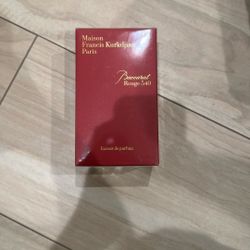 Maison
Francis Kurkdjian
Paris
Baccarat
Rouge 540
Extrait de parfum